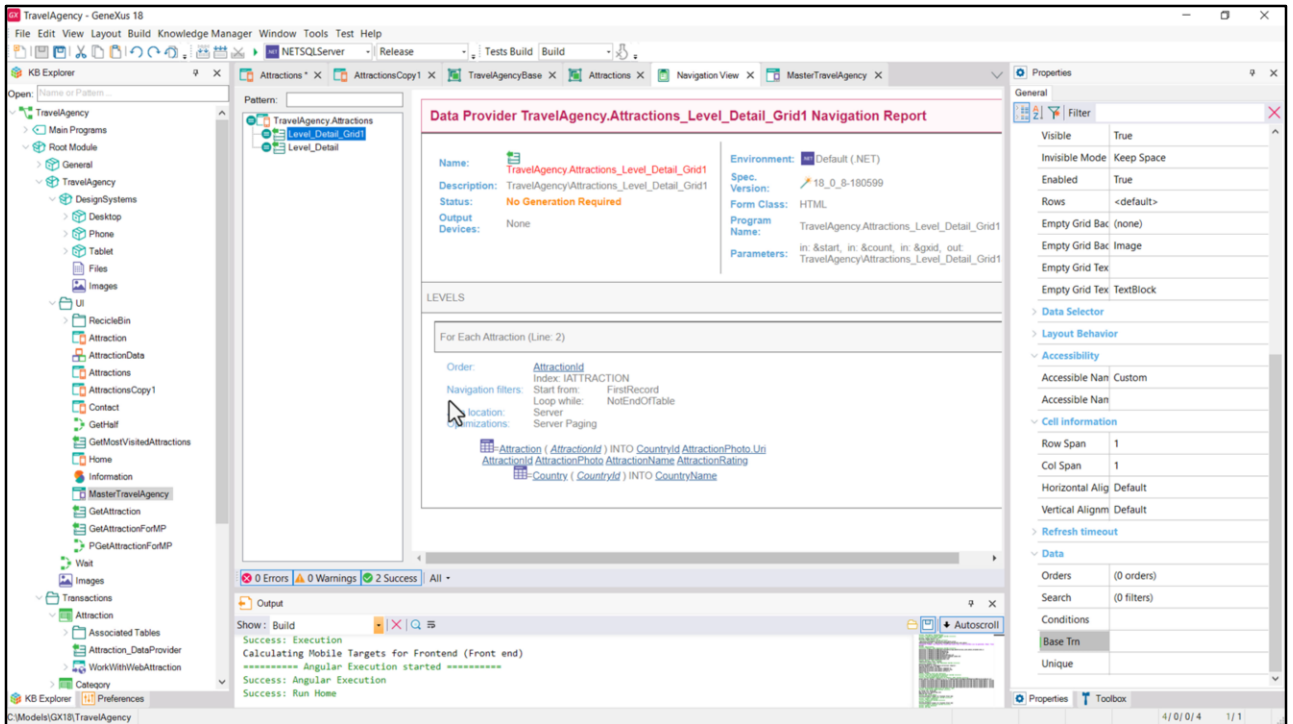 TravelAgency - GeneXus 18
File Edit View Layout Build Knowledge Manager Window Tools Test Help
NETSQLServer Release Tests Build Build
KB Explorer
Open: Name or Pattern...
TravelAgency
Main Programs
Root Module
General
TravelAgency
DesignSystems
Desktop
Phone
Tablet
Files
Images
UI
RecicleBin
Attraction
AttractionData
Attractions
AttractionsCopy1
Contact
GetHalf
GetMostVisitedAttractions
Home
Information
MasterTravelAgency
GetAttraction
GetAttractionForMP
PGetAttractionForMP
Wait
Images
Transactions
Attraction
Associated Tables
Attraction_DataProvider
WorkWithWebAttraction
Category
KB Explorer Preferences
Attractions * AttractionsCopy1 TravelAgencyBase Attractions Navigation View MasterTravelAgency
Pattern:
TravelAgency.Attractions
Level_Detail_Grid1
Level_Detail
Data Provider TravelAgency.Attractions_Level_Detail_Grid1 Navigation Report
Name: TravelAgency.Attractions_Level_Detail_Grid1
Description: TravelAgency\Attractions_Level_Detail_Grid1
Status: No Generation Required
Output Devices: None
Environment: Default (.NET)
Spec. Version: 18_0_8-180599
Form Class: HTML
Program Name: TravelAgency.Attractions_Level_Detail_Grid1
Parameters: in: &start, in: &count, in: &gxid, out:
TravelAgency\Attractions_Level_Detail_Grid1
LEVELS
For Each Attraction (Line: 2)
Order: AttractionId
Index: IATTRACTION
Navigation filters: Start from: FirstRecord
Loop while: NotEndOfTable
location: Server
Server Paging
=Attraction ( AttractionId ) INTO CountryId AttractionPhoto.Uri
AttractionId AttractionPhoto AttractionName AttractionRating
=Country ( CountryId ) INTO CountryName
0 Errors 0 Warnings 2 Success All
Output
Show: Build Autoscroll
Success: Execution
Calculating Mobile Targets for Frontend (Front end)
========== Angular Execution started ==========
Success: Angular Execution
Success: Run Home
Properties
General
Filter
Visible True
Invisible Mode Keep Space
Enabled True
Rows <default>
Empty Grid Bac (none)
Empty Grid Bac Image
Empty Grid Tex
Empty Grid Tex TextBlock
Data Selector
Layout Behavior
Accessibility
Accessible Nam Custom
Accessible Nam
Cell information
Row Span 1
Col Span 1
Horizontal Alig Default
Vertical Alignm Default
Refresh timeout
Data
Orders (0 orders)
Search (0 filters)
Conditions
Base Trn
Unique
Properties Toolbox
C:\Models\GX18\TravelAgency 4/ 0/ 0/ 4 1/ 1